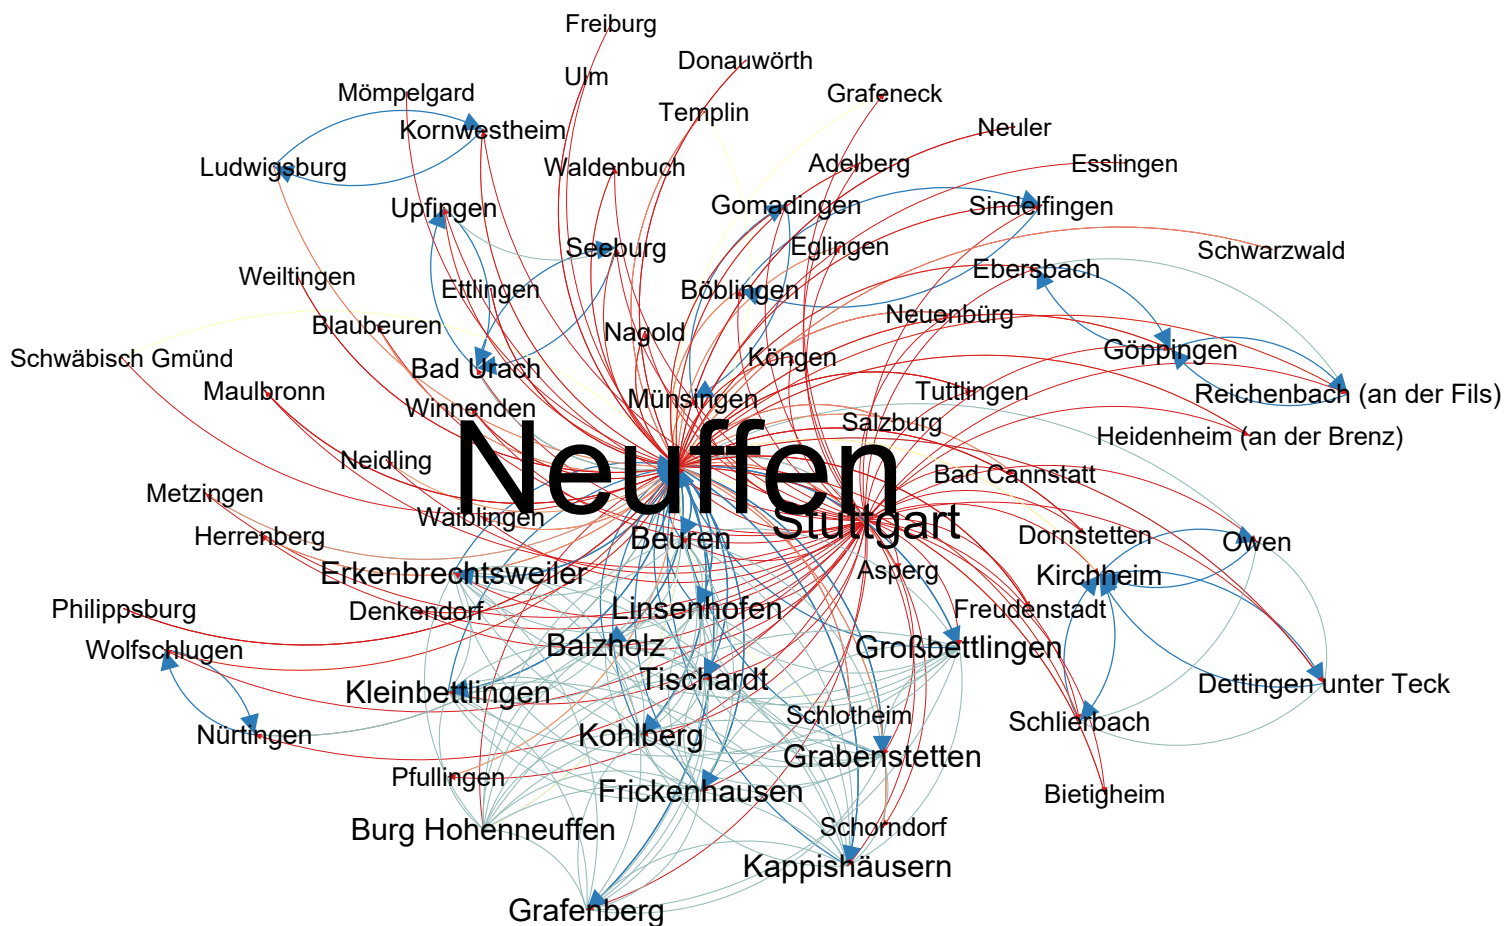 Freiburg
Donauwörth
Ulm
Mömpelgard
Grafeneck
Templin
Kornwestheim
Neuler
Ludwigsburg
Waldenbuch
Adelberg
Esslingen
Upfingen
Gomadingen
Sindelfingen
Seeburg
Eglingen
Schwarzwald
Weiltingen
Ettlingen
Böblingen
Ebersbach
Blaubeuren
Nagold
Neuenbürg
Schwäbisch Gmünd
Bad Urach
Köngen
Göppingen
Maulbronn
Münsingen
Tuttlingen
Reichenbach (an der Fils)
Winnenden
Salzburg
Heidenheim (an der Brenz)
Neuffen
Neidling
Bad Cannstatt
Metzingen
Waiblingen
Stuttgart
Herrenberg
Beuren
Dornstetten
Owen
Erkenbrechtsweiler
Asperg
Kirchheim
Philippsburg
Denkendorf
Linsenhofen
Freudenstadt
Wolfschlugen
Balzholz
Großbettlingen
Kleinbettlingen
Tischardt
Dettingen unter Teck
Nürtingen
Kohlberg
Schlotheim
Schlierbach
Pfullingen
Grabenstetten
Frickenhausen
Bietigheim
Burg Hohenneuffen
Schorndorf
Kappishäusern
Grafenberg